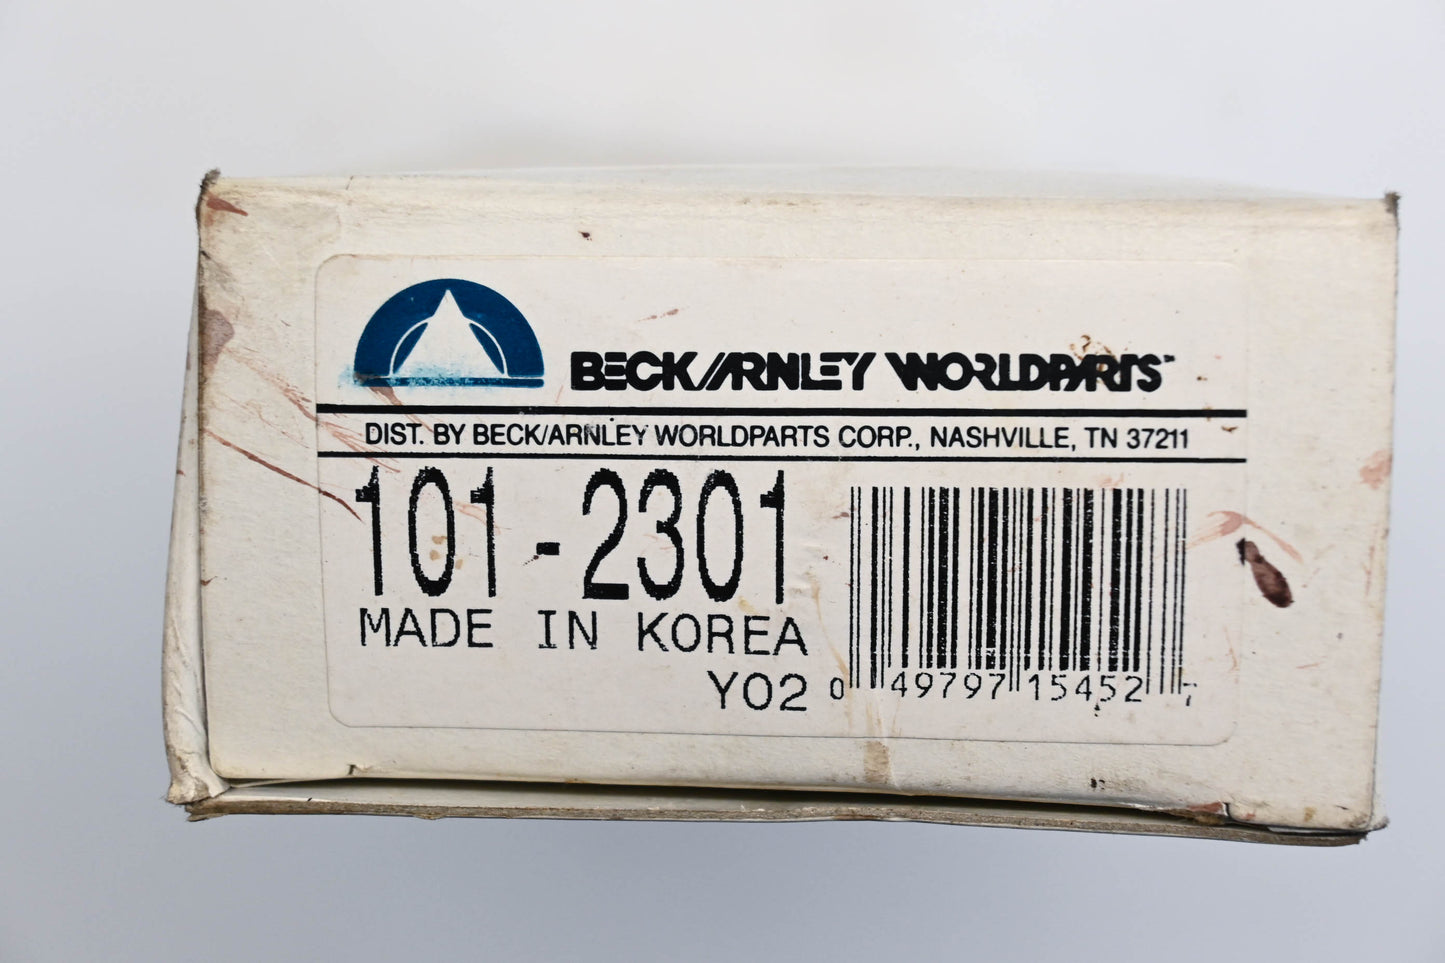 BECK/ARNLEY WORLDPARTS™
DIST. BY BECK/ARNLEY WORLDPARTS CORP., NASHVILLE, TN 37211
101-2301
MADE IN KOREA
Y02
0 49797 15452 7